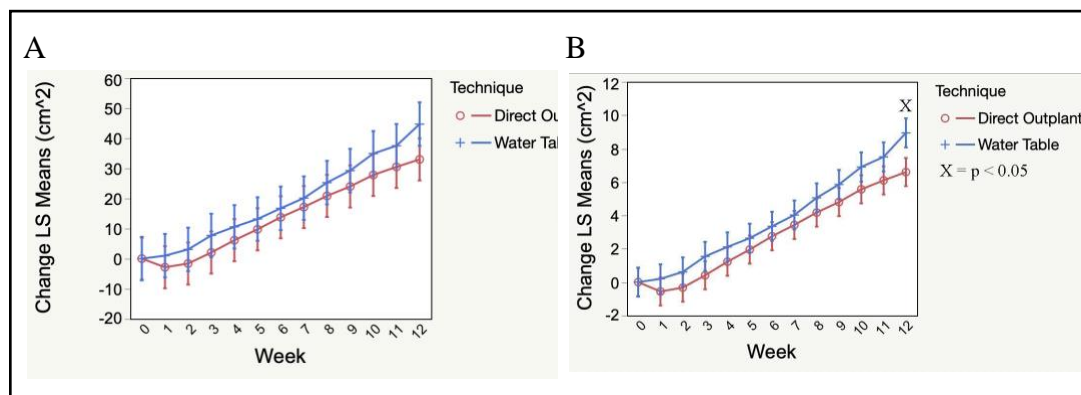 A
Change LS Means (cm^2)
60
50
40
30
20
10
0
-10
-20
0 1 2 3 4 5 6 7 8 9 10 11 12
Week
Technique
Direct Ou
Water Ta
B
Change LS Means (cm^2)
12
10
8
6
4
2
0
-2
X
0 1 2 3 4 5 6 7 8 9 10 11 12
Week
Technique
Direct Outplant
Water Table
X = p < 0.05